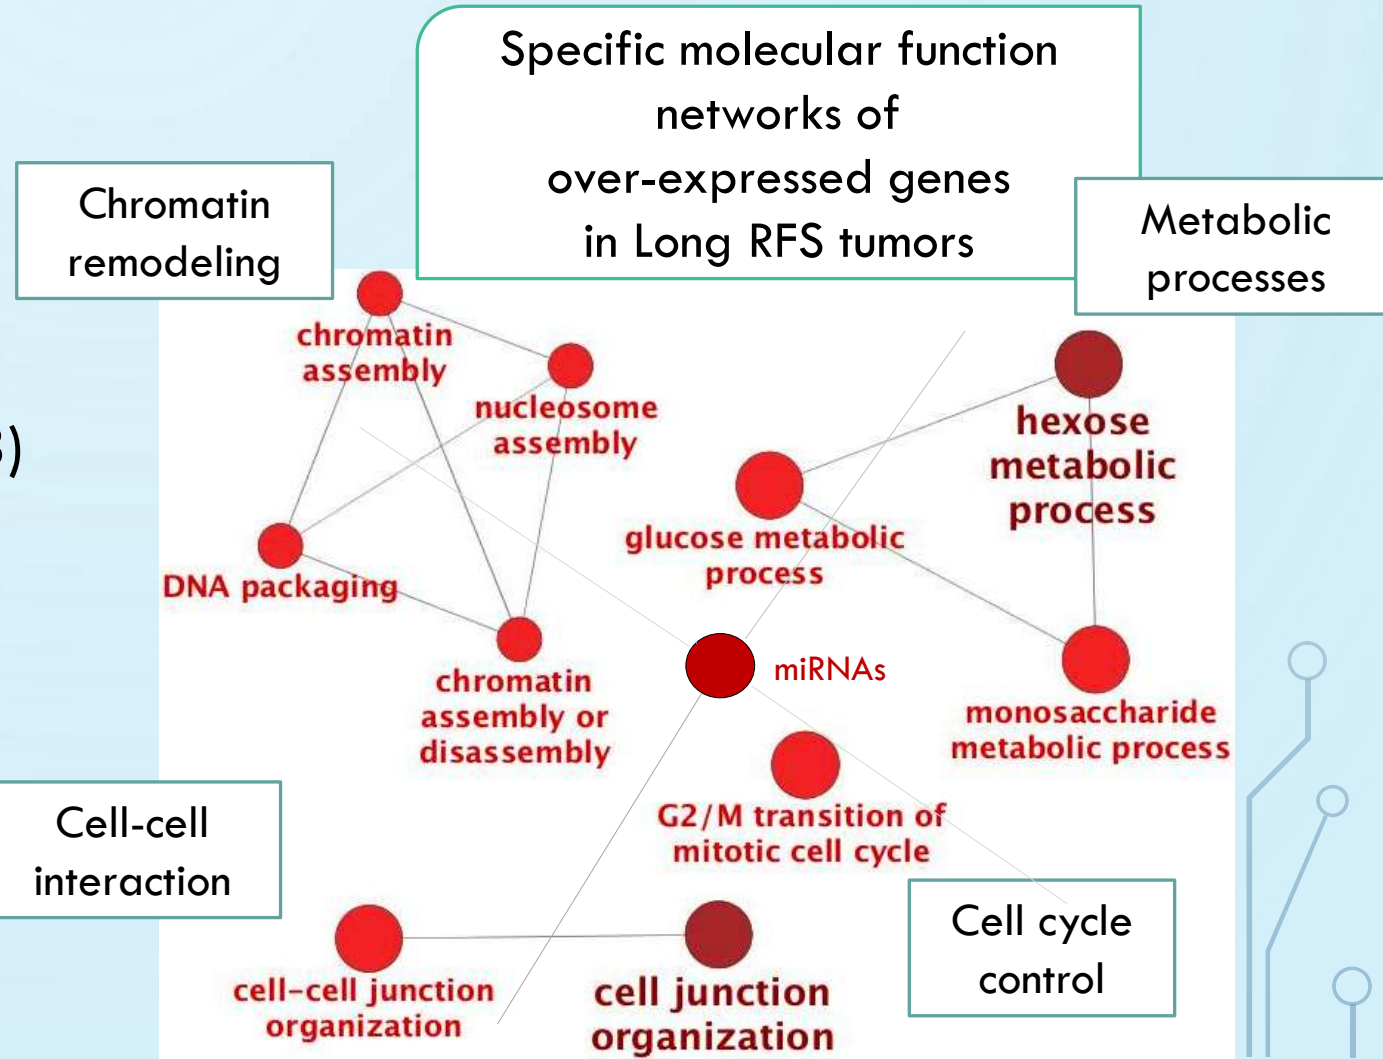 Specific molecular function
networks of
over-expressed genes
in Long RFS tumors
Chromatin
remodeling
Metabolic
processes
chromatin
assembly
nucleosome
assembly
hexose
metabolic
process
3)
glucose metabolic
process
DNA packaging
miRNAs
chromatin
assembly or
disassembly
monosaccharide
metabolic process
G2/M transition of
mitotic cell cycle
Cell-cell
interaction
Cell cycle
control
cell-cell junction
organization
cell junction
organization